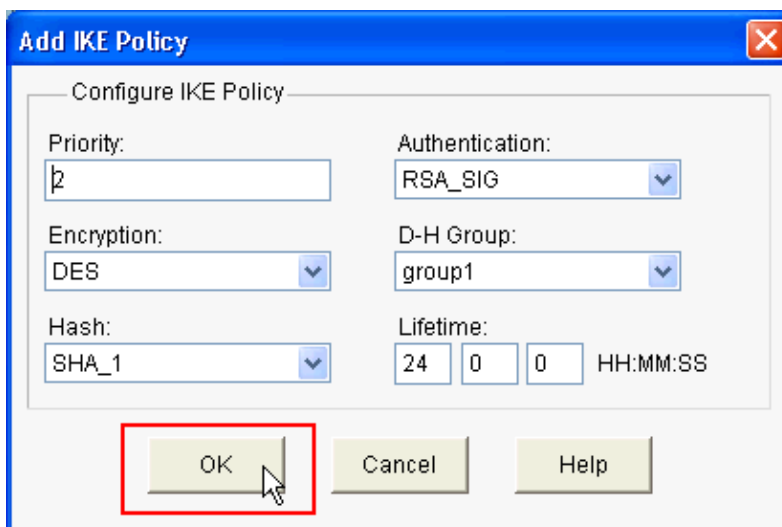 Add IKE Policy
Configure IKE Policy
Priority:
2
Authentication:
RSA_SIG
Encryption:
DES
D-H Group:
group1
Hash:
SHA_1
Lifetime:
24 0 0 HH:MM:SS
OK Cancel Help